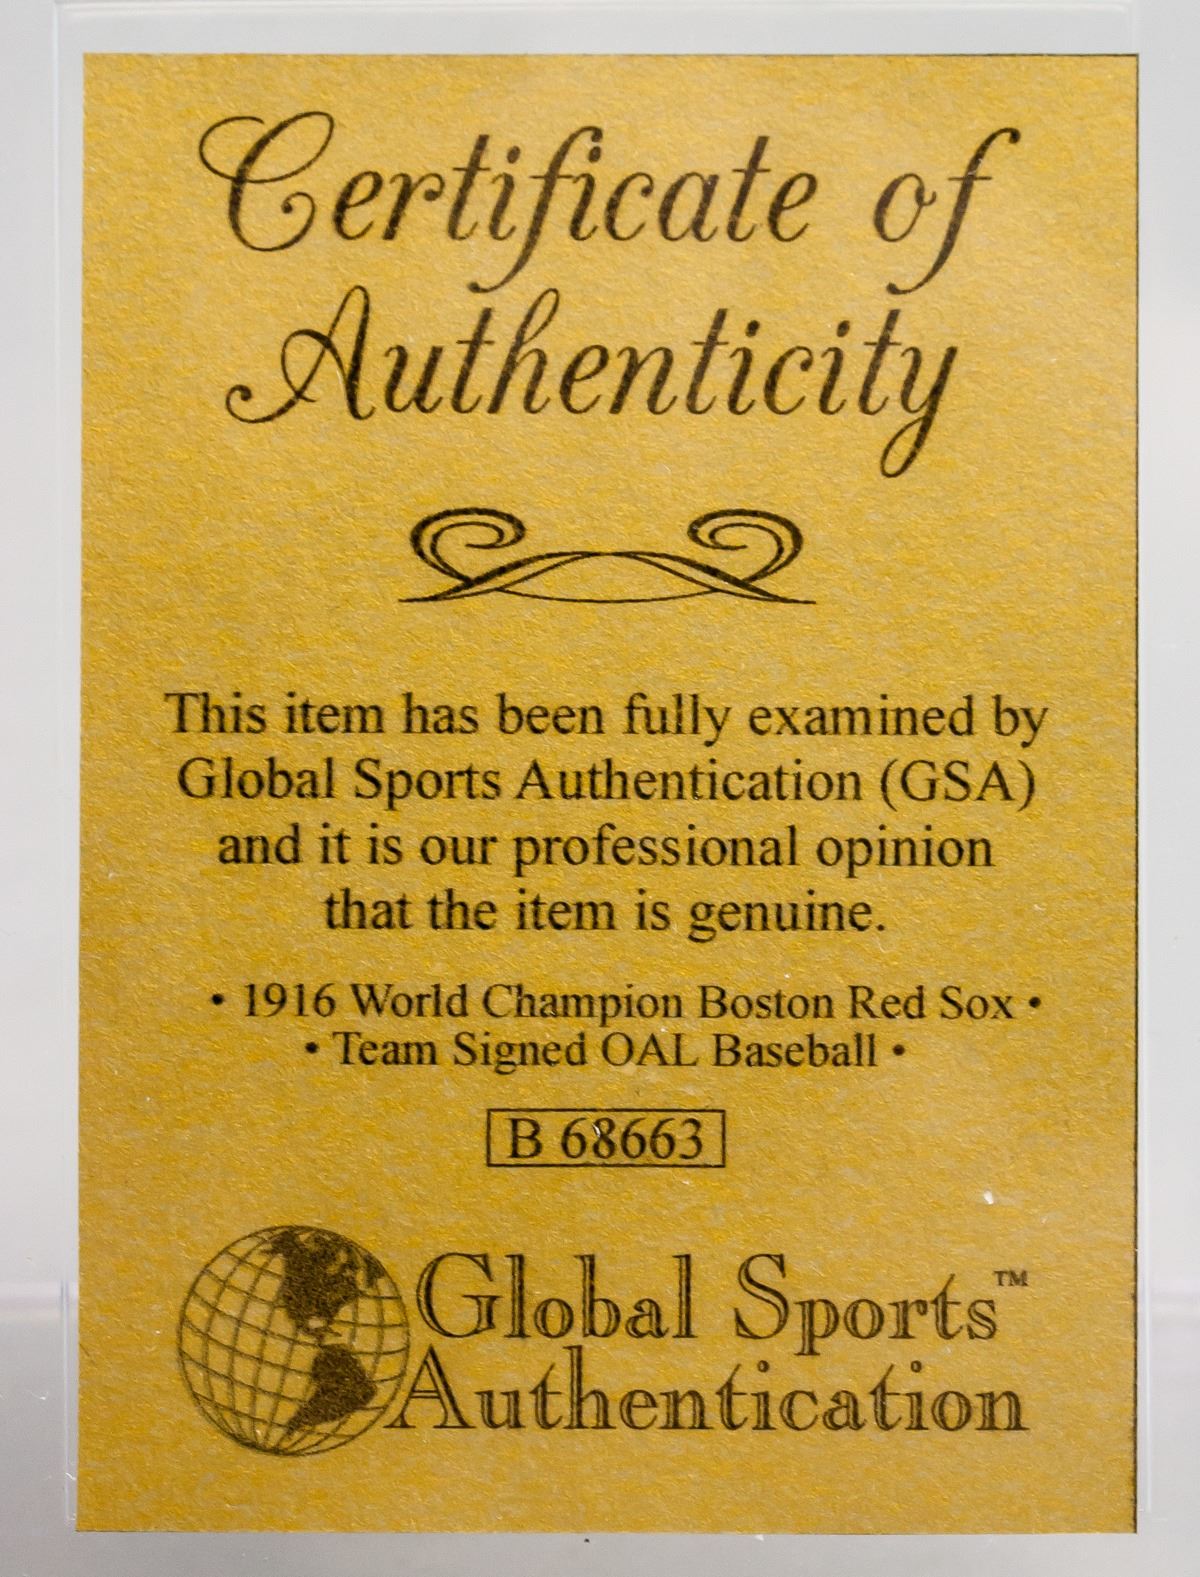 Certificate of
Authenticity
This item has been fully examined by
Global Sports Authentication (GSA)
and it is our professional opinion
that the item is genuine.
• 1916 World Champion Boston Red Sox •
• Team Signed OAL Baseball •
B 68663
Global Sports™
Authentication